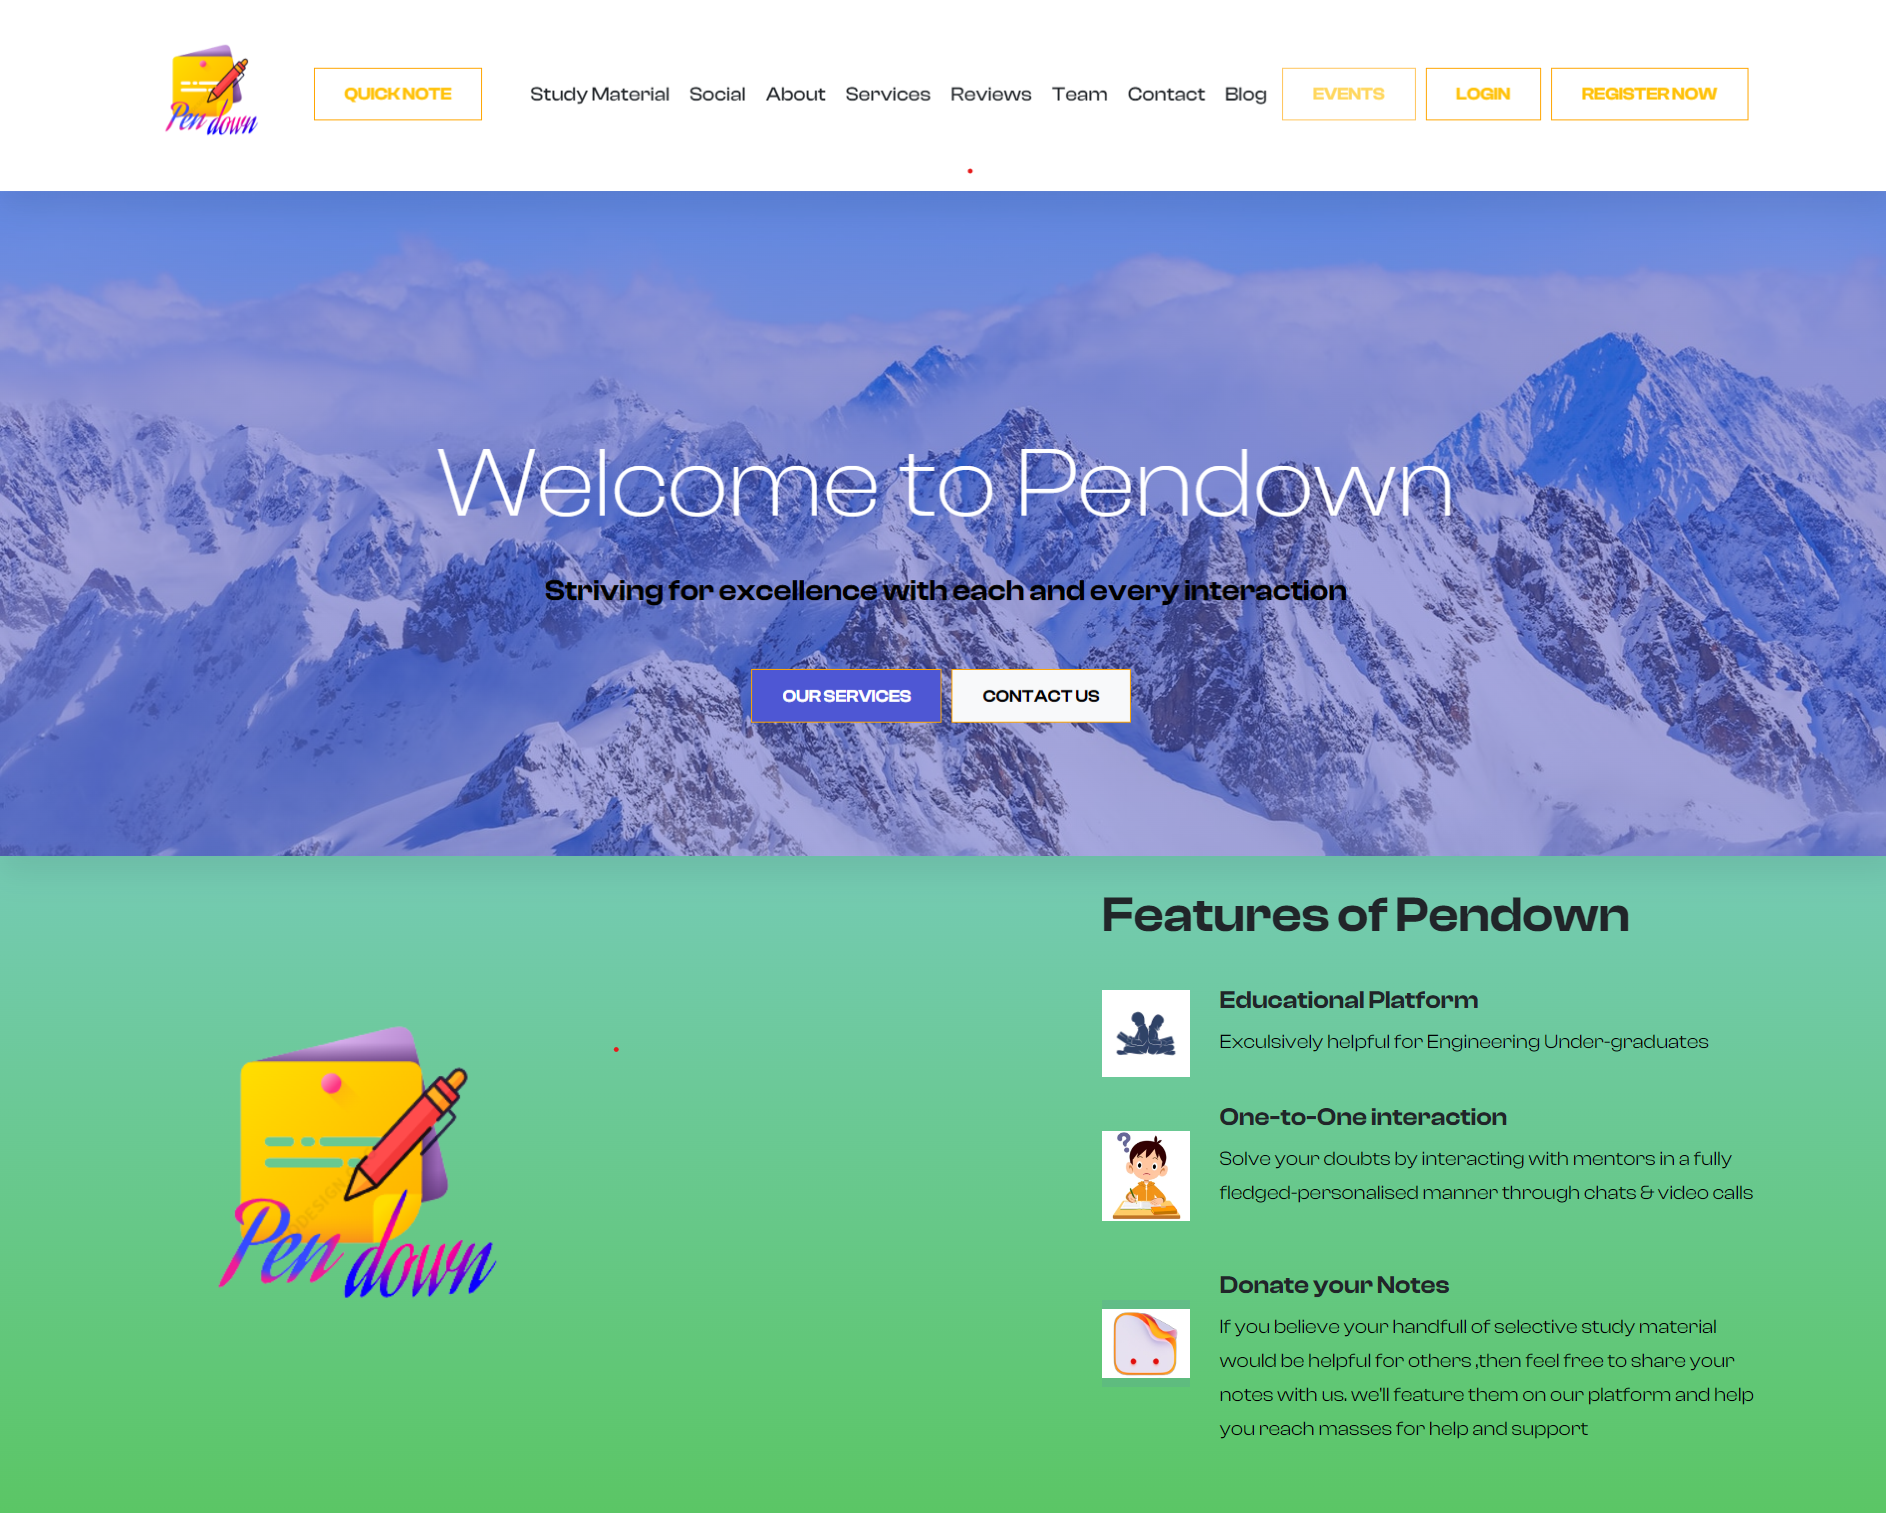 Pen down
QUICK NOTE
Study Material
Social
About
Services
Reviews
Team
Contact
Blog
EVENTS
LOGIN
REGISTER NOW
Welcome to Pendown
Striving for excellence with each and every interaction
OUR SERVICES
CONTACT US
Pen down
Features of Pendown
Educational Platform
Exculsively helpful for Engineering Under-graduates
One-to-One interaction
Solve your doubts by interacting with mentors in a fully
fledged-personalised manner through chats & video calls
Donate your Notes
If you believe your handfull of selective study material
would be helpful for others ,then feel free to share your
notes with us. we'll feature them on our platform and help
you reach masses for help and support